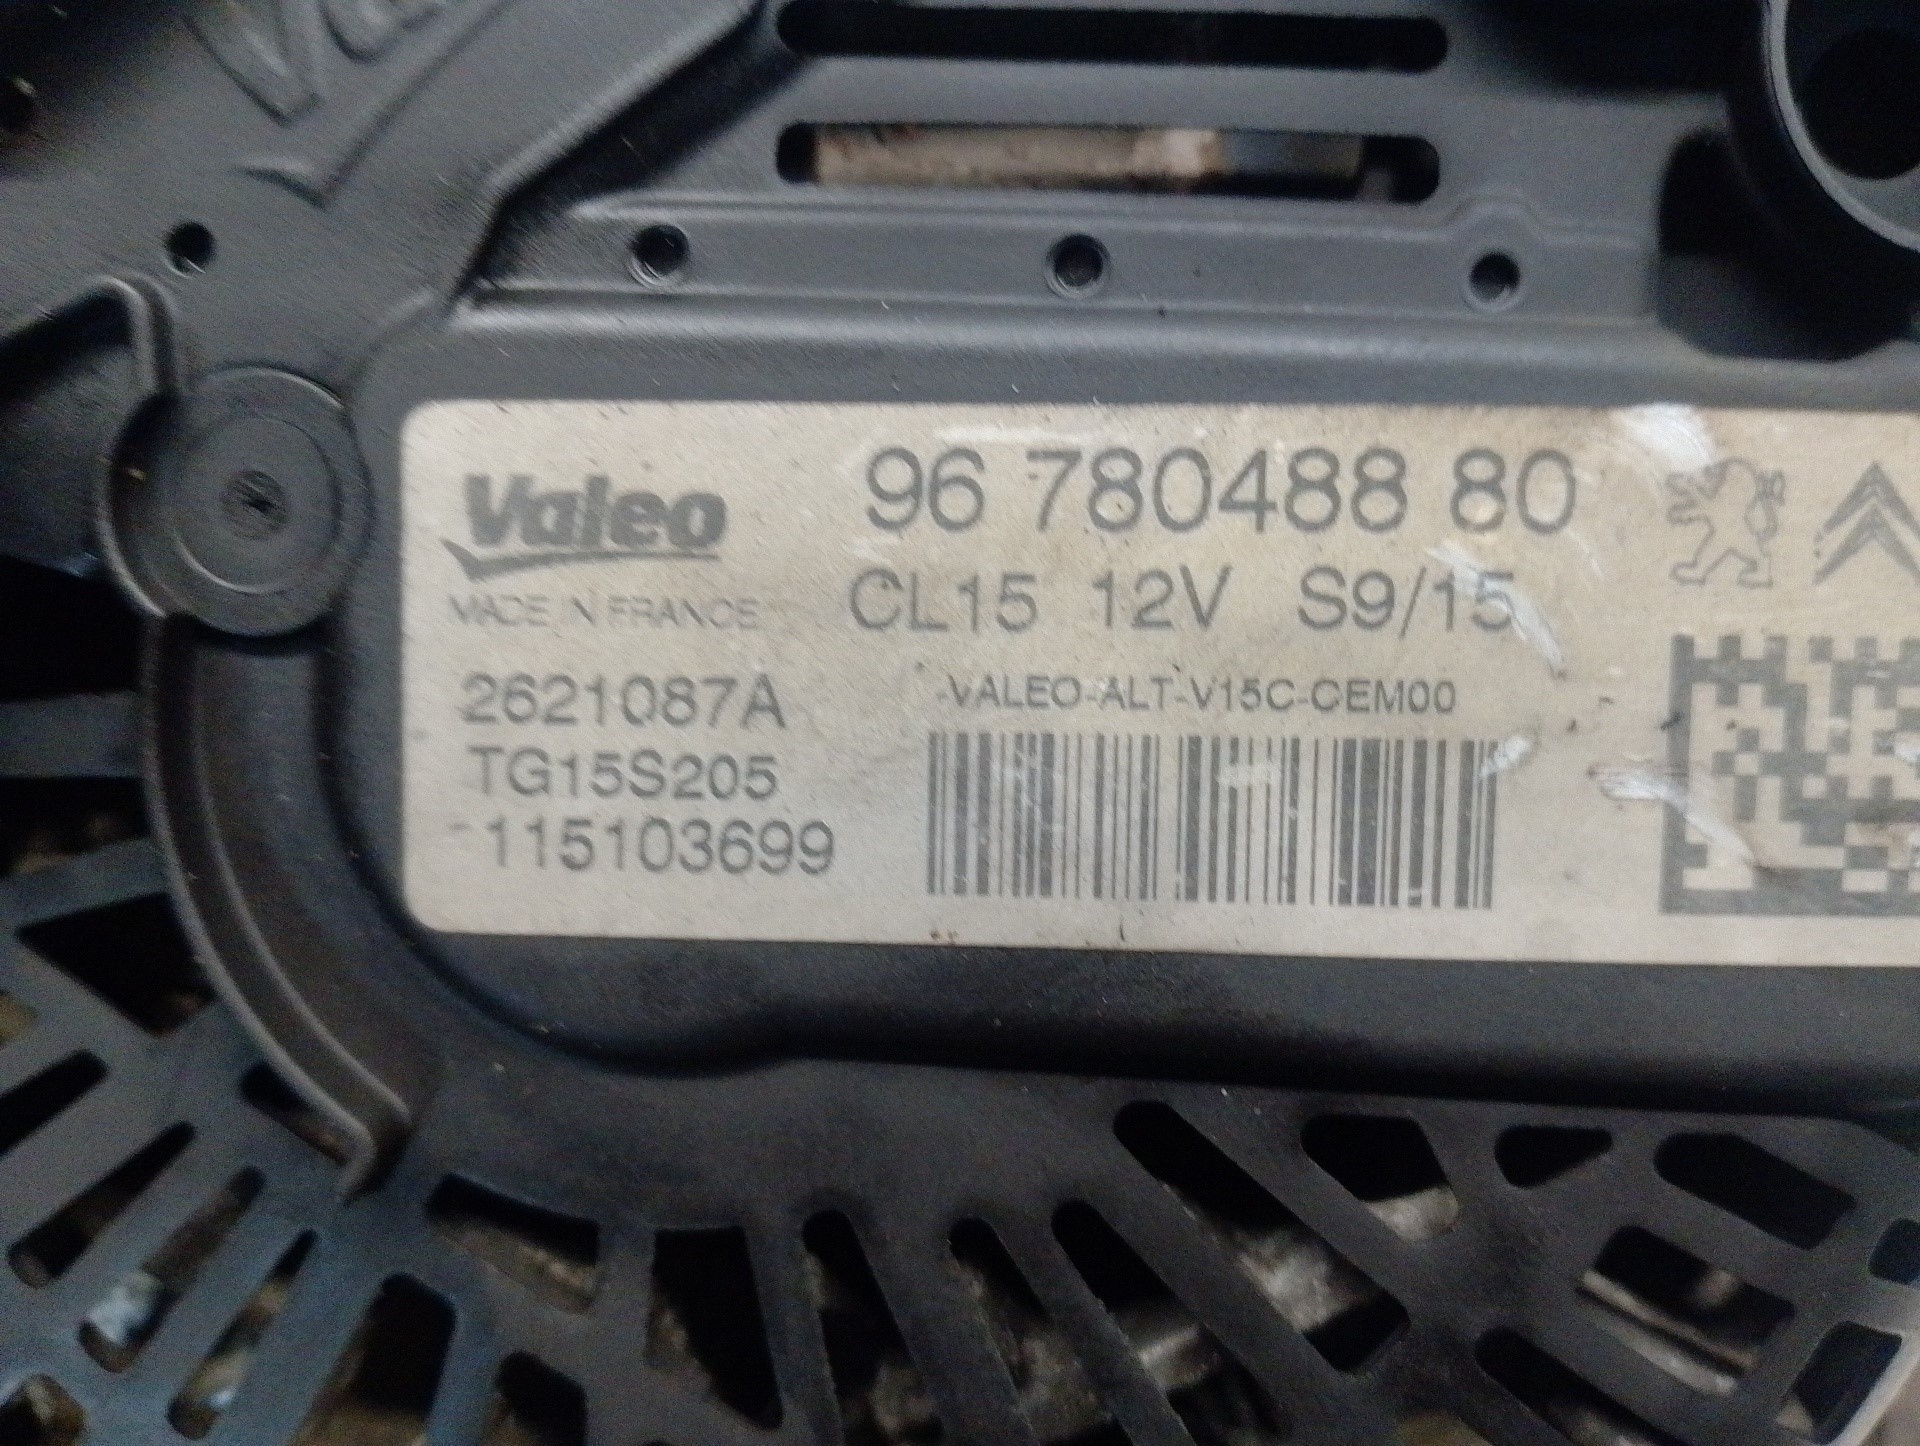 Valeo
96 780488 80
MADE IN FRANCE
CL15 12V S9/15
2621087A
-VALEO-ALT-V15C-CEM00
TG15S205
-115103699